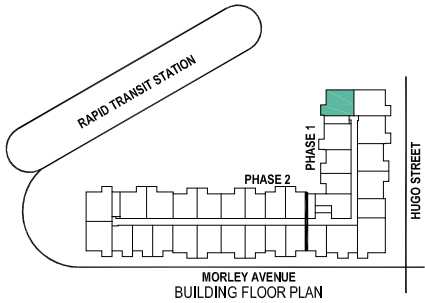 RAPID TRANSIT STATION
PHASE 1
HUGO STREET
PHASE 2
MORLEY AVENUE
BUILDING FLOOR PLAN